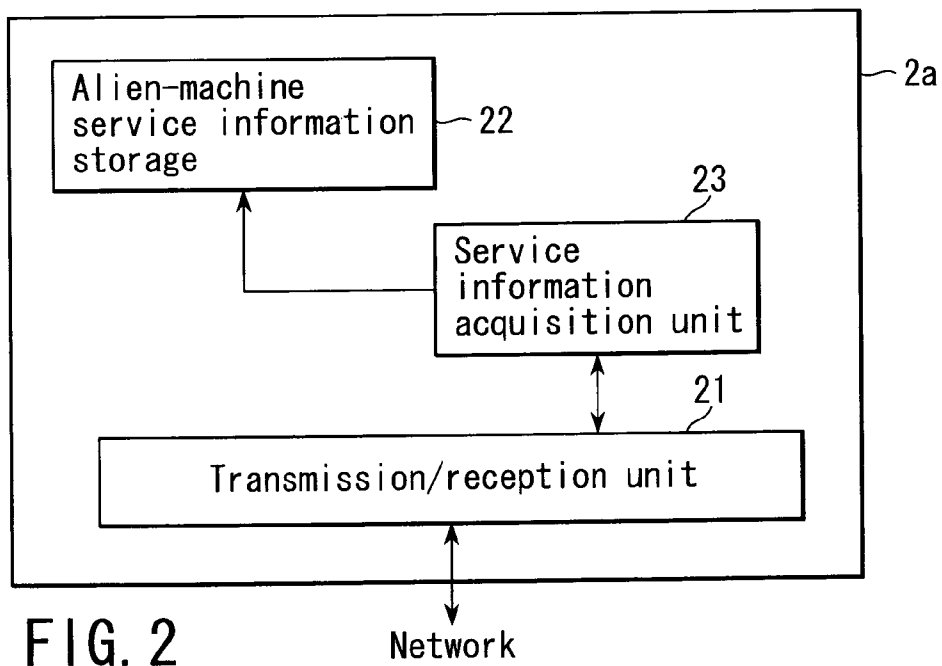 2a
Alien-machine
service information
storage
22
23
Service
information
acquisition unit
21
Transmission/reception unit
Network
FIG. 2